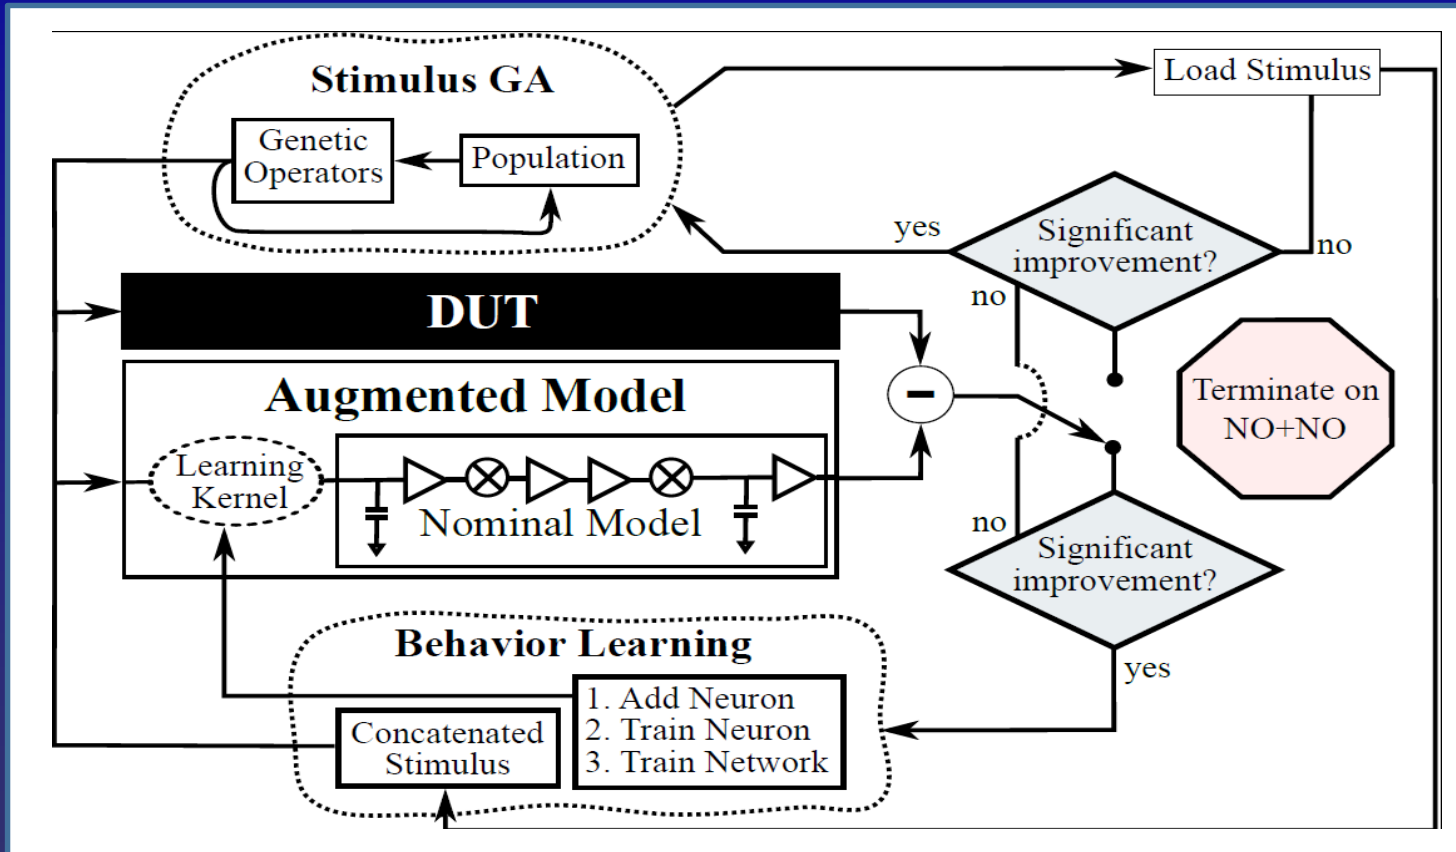 Stimulus GA
Load Stimulus
Genetic
Operators
Population
yes
Significant
improvement?
no
no
DUT
Augmented Model
Terminate on
NO+NO
Learning
Kernel
Nominal Model
no
Significant
improvement?
Behavior Learning
yes
1. Add Neuron
2. Train Neuron
3. Train Network
Concatenated
Stimulus